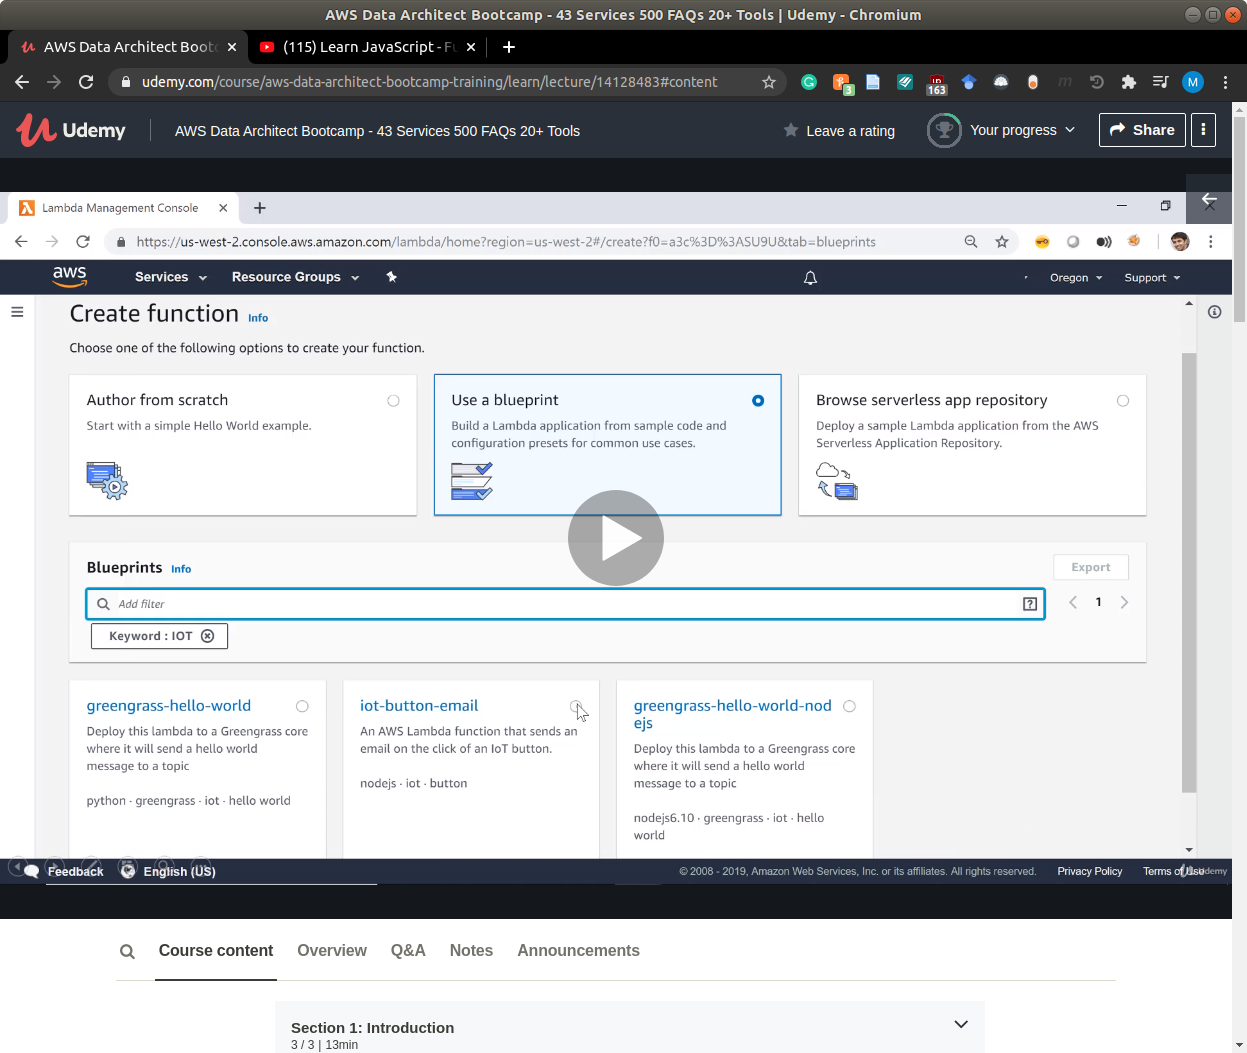 AWS Data Architect Bootcamp - 43 Services 500 FAQs 20+ Tools | Udemy - Chromium
AWS Data Architect Bootc
(115) Learn JavaScript - Fu
udemy.com/course/aws-data-architect-bootcamp-training/learn/lecture/14128483#content
3
163
M
Udemy
AWS Data Architect Bootcamp - 43 Services 500 FAQs 20+ Tools
Leave a rating
Your progress
Share
Lambda Management Console
https://us-west-2.console.aws.amazon.com/lambda/home?region=us-west-2#/create?f0=a3c%3D%3ASU9U&tab=blueprints
aws
Services
Resource Groups
Oregon
Support
Create function Info
Choose one of the following options to create your function.
Author from scratch
Start with a simple Hello World example.
Use a blueprint
Build a Lambda application from sample code and
configuration presets for common use cases.
Browse serverless app repository
Deploy a sample Lambda application from the AWS
Serverless Application Repository.
Blueprints Info
Export
Add filter
1
Keyword : IOT
greengrass-hello-world
Deploy this lambda to a Greengrass core
where it will send a hello world
message to a topic
python · greengrass · iot · hello world
iot-button-email
An AWS Lambda function that sends an
email on the click of an IoT button.
nodejs · iot · button
greengrass-hello-world-nod
ejs
Deploy this lambda to a Greengrass core
where it will send a hello world
message to a topic
nodejs6.10 · greengrass · iot · hello
world
Feedback
English (US)
© 2008 - 2019, Amazon Web Services, Inc. or its affiliates. All rights reserved.
Privacy Policy
Terms of Use
Udemy
Course content
Overview
Q&A
Notes
Announcements
Section 1: Introduction
3 / 3 | 13min